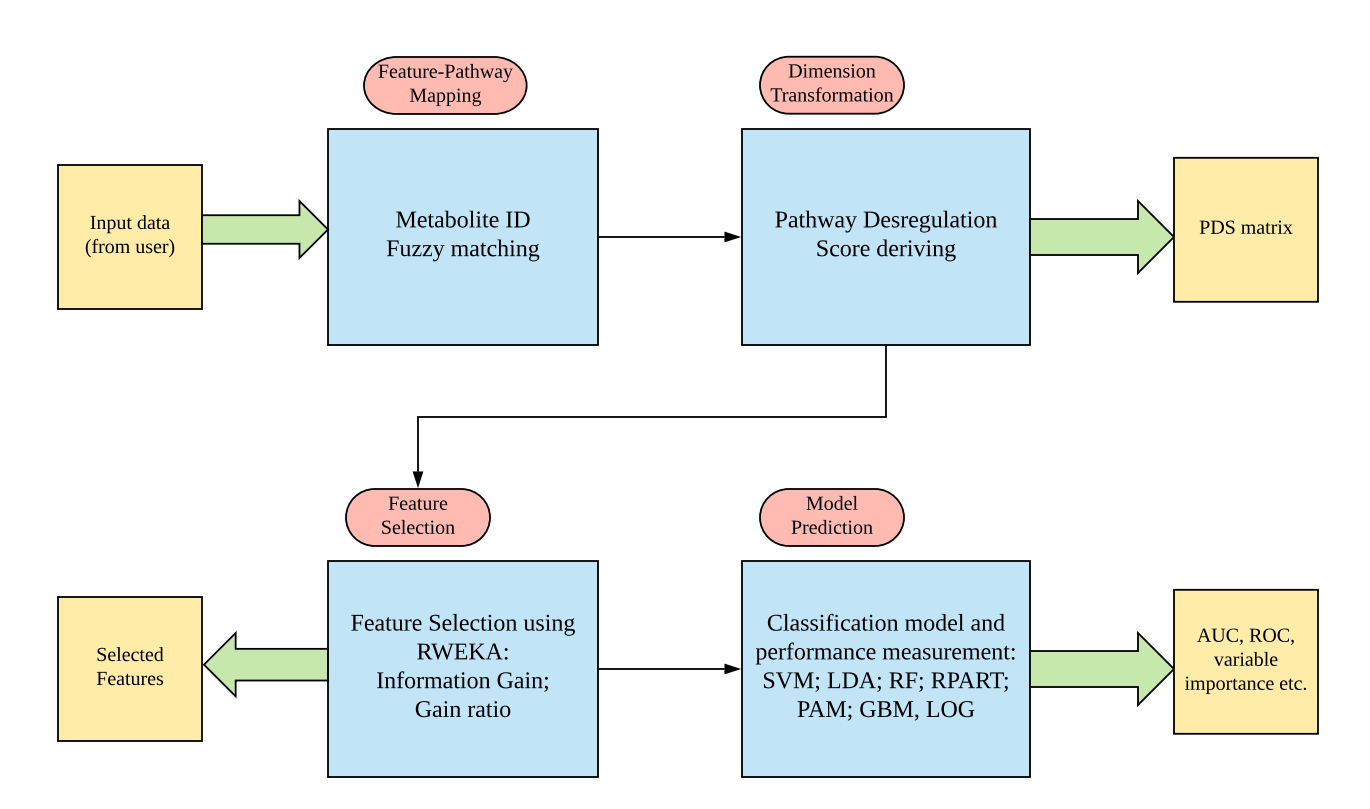 Feature-Pathway
Mapping
Dimension
Transformation
Input data
(from user)
Metabolite ID
Fuzzy matching
Pathway Desregulation
Score deriving
PDS matrix
Feature
Selection
Model
Prediction
Selected
Features
Feature Selection using
RWEKA:
Information Gain;
Gain ratio
Classification model and
performance measurement:
SVM; LDA; RF; RPART;
PAM; GBM, LOG
AUC, ROC,
variable
importance etc.